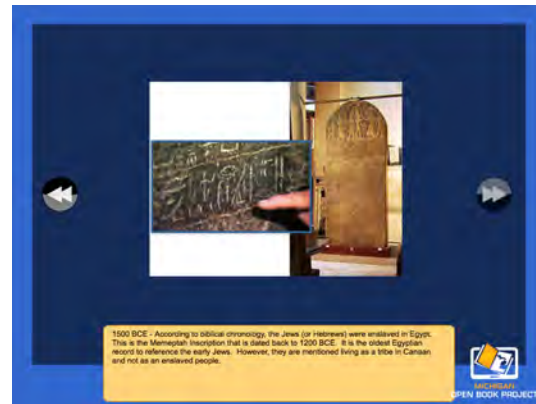 1500 BCE - According to biblical chronology, the Jews (or Hebrews) were enslaved in Egypt.
This is the Merneptah Inscription that is dated back to 1200 BCE. It is the oldest Egyptian
record to reference the early Jews. However, they are mentioned living as a tribe in Canaan
and not as an enslaved people.
MICHIGAN
OPEN BOOK PROJECT